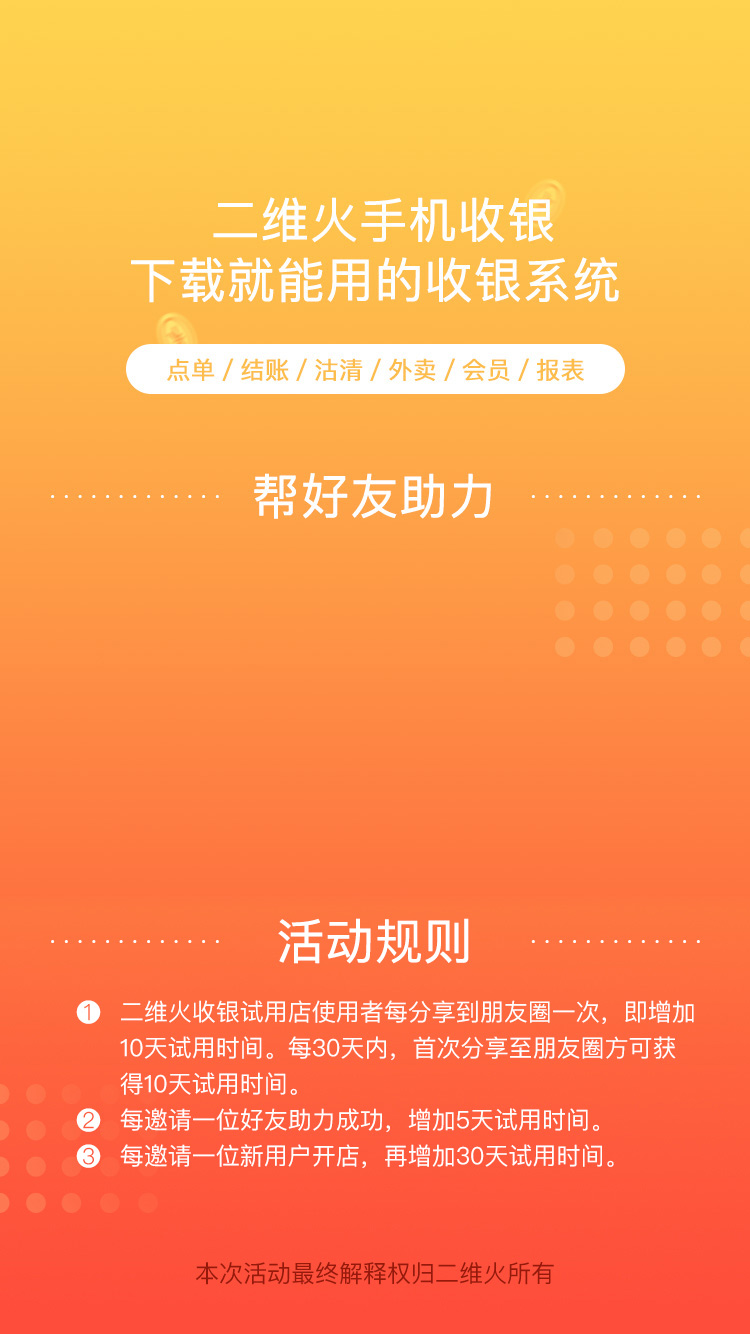 二维火手机收银
下载就能用的收银系统
点单 / 结账 / 沽清 / 外卖 / 会员 / 报表
帮好友助力
活动规则
1 二维火收银试用店使用者每分享到朋友圈一次，即增加
10天试用时间。每30天内，首次分享至朋友圈方可获
得10天试用时间。
2 每邀请一位好友助力成功，增加5天试用时间。
3 每邀请一位新用户开店，再增加30天试用时间。
本次活动最终解释权归二维火所有